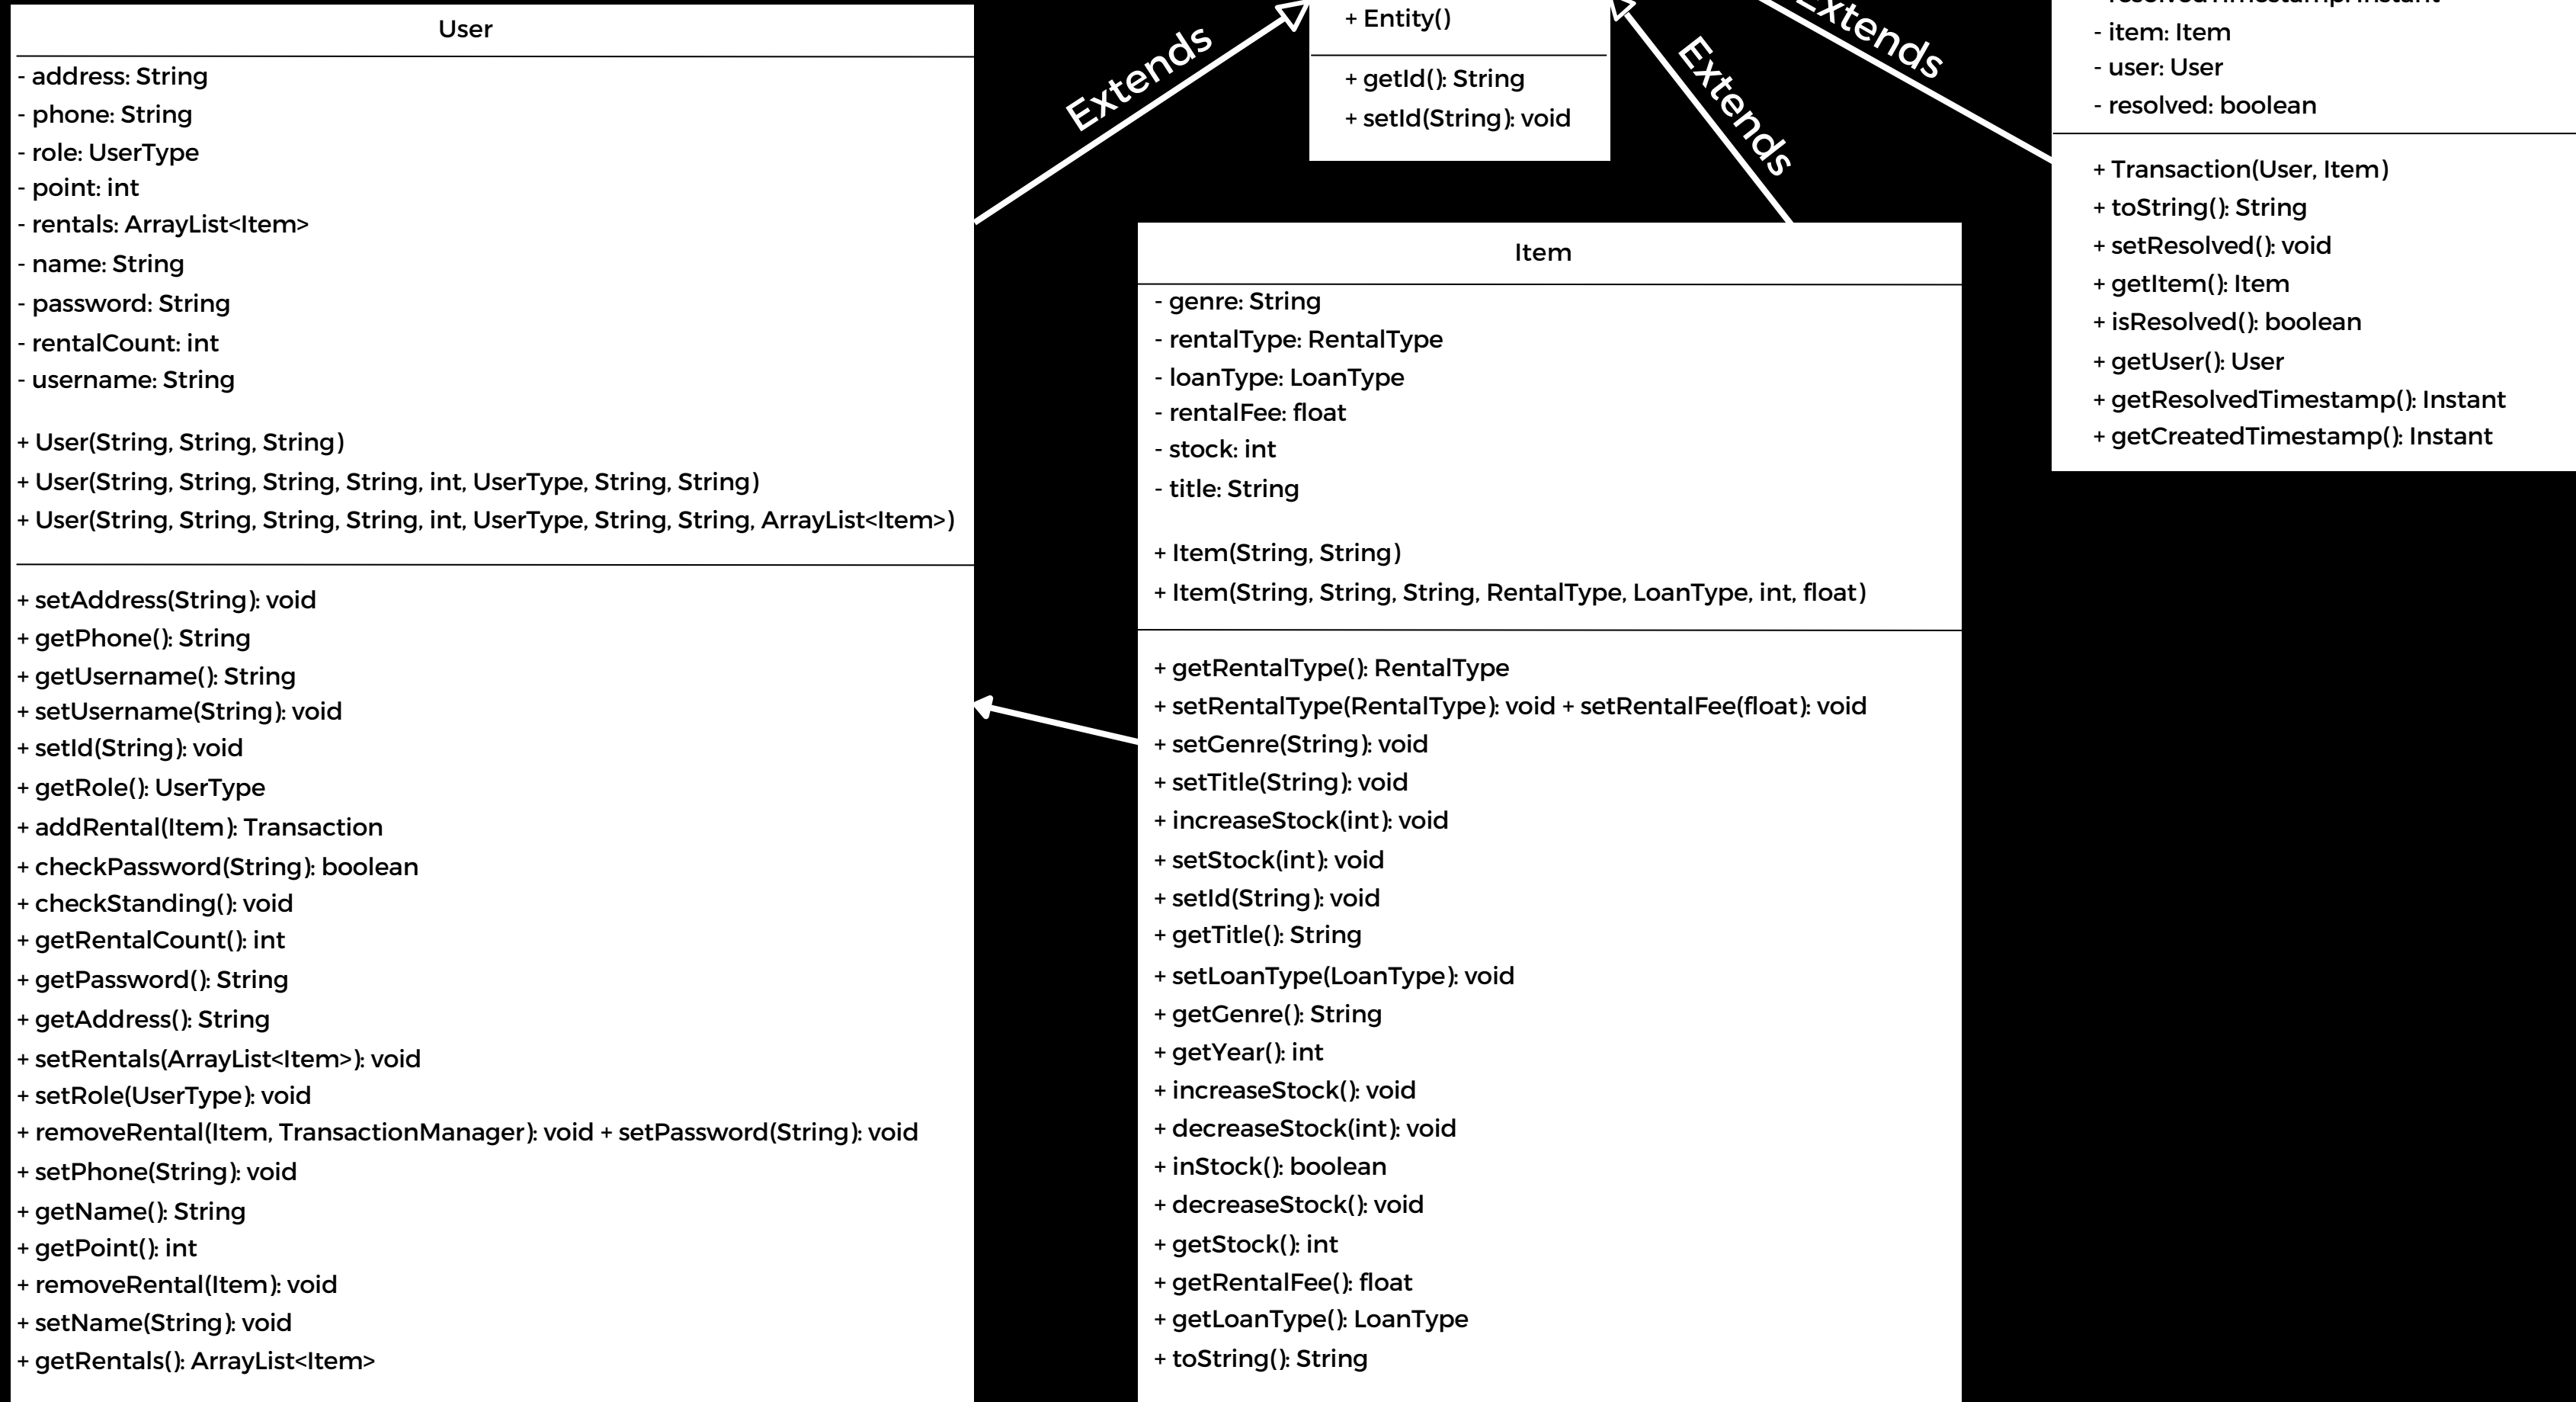 User
- address: String
- phone: String
- role: UserType
- point: int
- rentals: ArrayList<Item>
- name: String
- password: String
- rentalCount: int
- username: String
+ User(String, String, String)
+ User(String, String, String, String, int, UserType, String, String)
+ User(String, String, String, String, int, UserType, String, String, ArrayList<Item>)
+ setAddress(String): void
+ getPhone(): String
+ getUsername(): String
+ setUsername(String): void
+ setId(String): void
+ getRole(): UserType
+ addRental(Item): Transaction
+ checkPassword(String): boolean
+ checkStanding(): void
+ getRentalCount(): int
+ getPassword(): String
+ getAddress(): String
+ setRentals(ArrayList<Item>): void
+ setRole(UserType): void
+ removeRental(Item, TransactionManager): void + setPassword(String): void
+ setPhone(String): void
+ getName(): String
+ getPoint(): int
+ removeRental(Item): void
+ setName(String): void
+ getRentals(): ArrayList<Item>
Extends
+ Entity()
+ getId(): String
+ setId(String): void
Extends
Extends
Item
- genre: String
- rentalType: RentalType
- loanType: LoanType
- rentalFee: float
- stock: int
- title: String
+ Item(String, String)
+ Item(String, String, String, RentalType, LoanType, int, float)
+ getRentalType(): RentalType
+ setRentalType(RentalType): void + setRentalFee(float): void
+ setGenre(String): void
+ setTitle(String): void
+ increaseStock(int): void
+ setStock(int): void
+ setId(String): void
+ getTitle(): String
+ setLoanType(LoanType): void
+ getGenre(): String
+ getYear(): int
+ increaseStock(): void
+ decreaseStock(int): void
+ inStock(): boolean
+ decreaseStock(): void
+ getStock(): int
+ getRentalFee(): float
+ getLoanType(): LoanType
+ toString(): String
- resolvedTimestamp: Instant
- item: Item
- user: User
- resolved: boolean
+ Transaction(User, Item)
+ toString(): String
+ setResolved(): void
+ getItem(): Item
+ isResolved(): boolean
+ getUser(): User
+ getResolvedTimestamp(): Instant
+ getCreatedTimestamp(): Instant